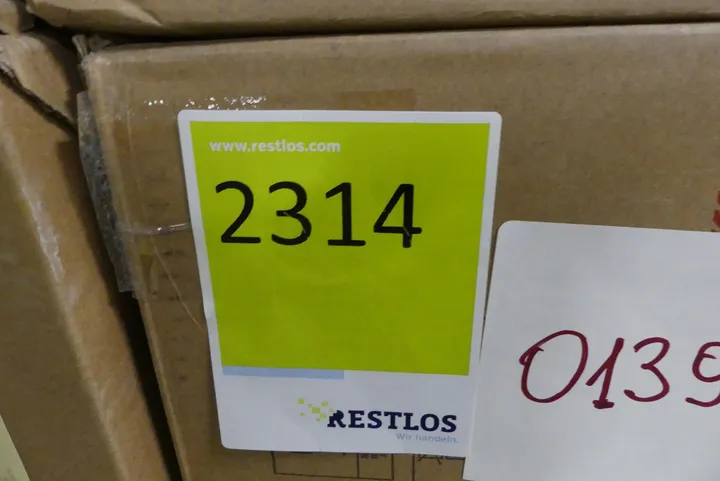 www.restlos.com
2314
RESTLOS
Wir handeln.
0139